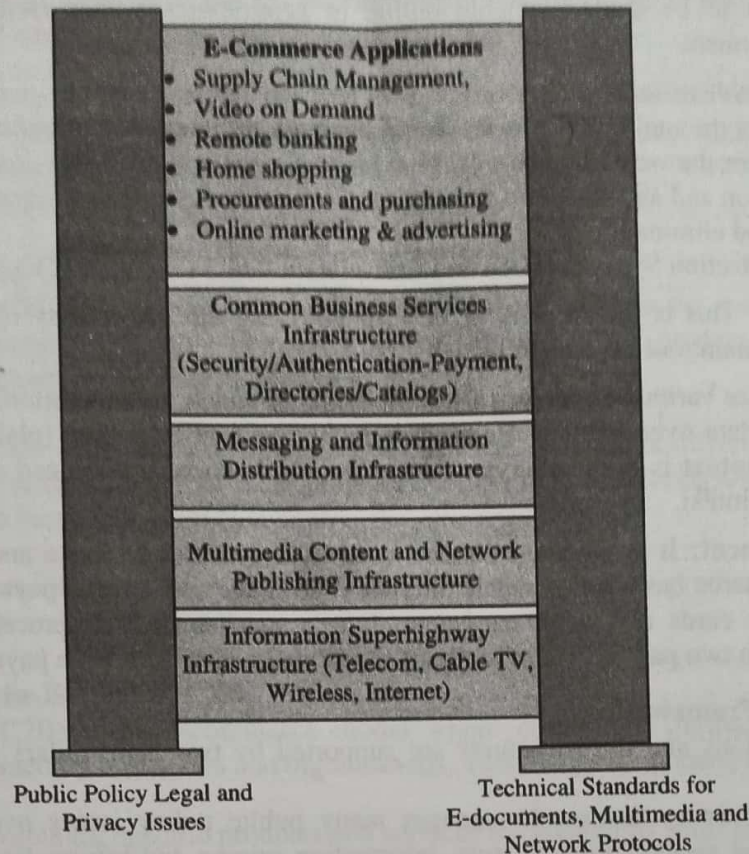 E-Commerce Applications
• Supply Chain Management,
• Video on Demand
• Remote banking
• Home shopping
• Procurements and purchasing
• Online marketing & advertising
Common Business Services
Infrastructure
(Security/Authentication-Payment,
Directories/Catalogs)
Messaging and Information
Distribution Infrastructure
Multimedia Content and Network
Publishing Infrastructure
Information Superhighway
Infrastructure (Telecom, Cable TV,
Wireless, Internet)
Public Policy Legal and
Privacy Issues
Technical Standards for
E-documents, Multimedia and
Network Protocols